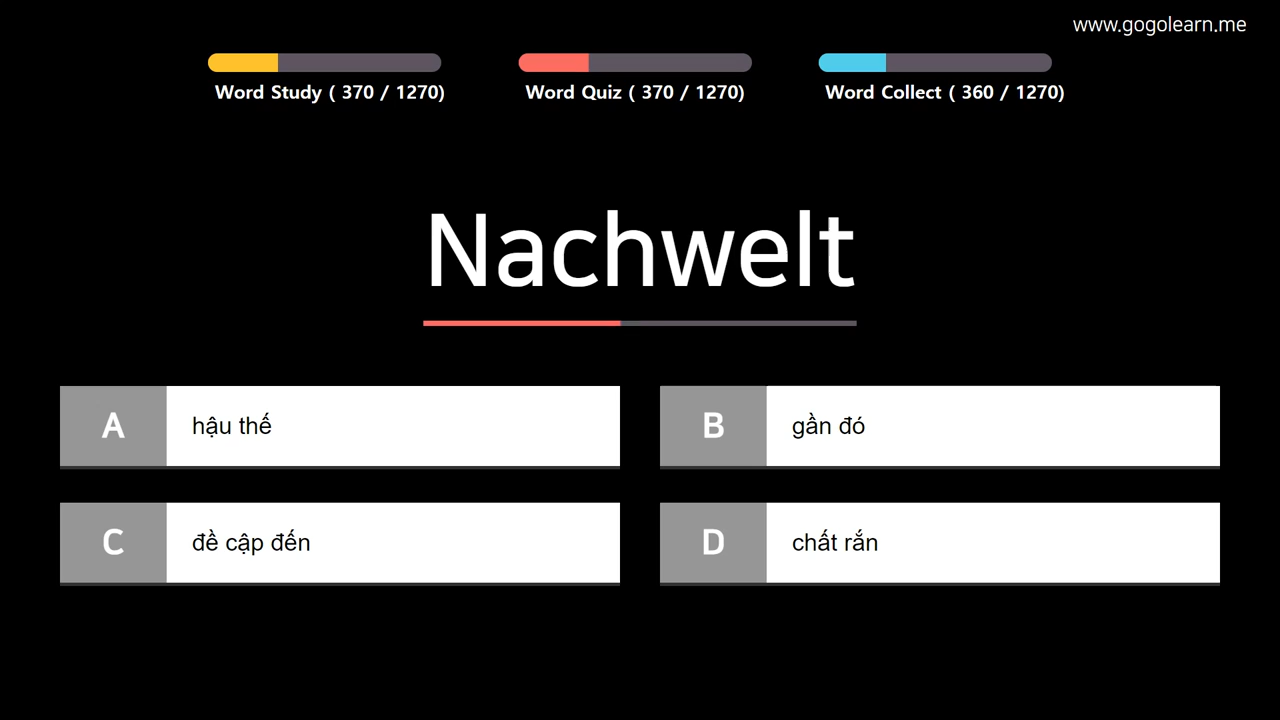 www.gogolearn.me
Word Study ( 370 / 1270)
Word Quiz ( 370 / 1270)
Word Collect ( 360 / 1270)
Nachwelt
A
hậu thế
B
gần đó
C
đề cập đến
D
chất rắn